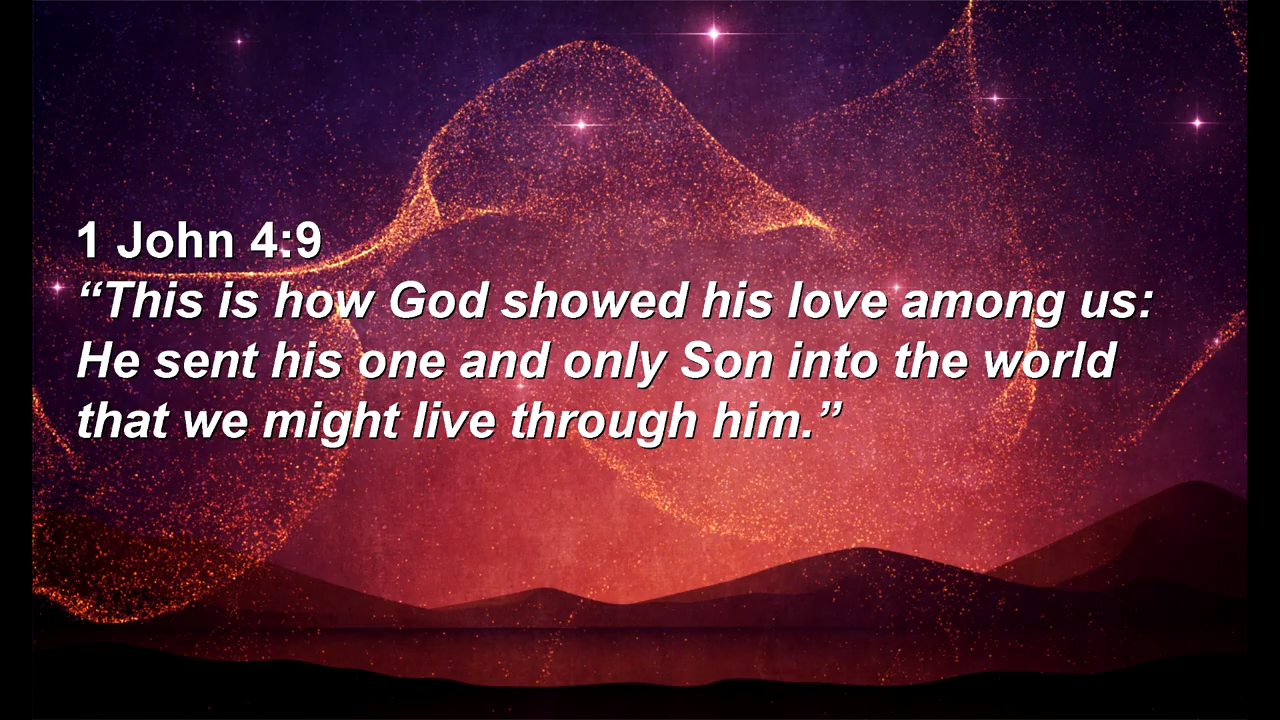 1 John 4:9
“This is how God showed his love among us:
He sent his one and only Son into the world
that we might live through him.”